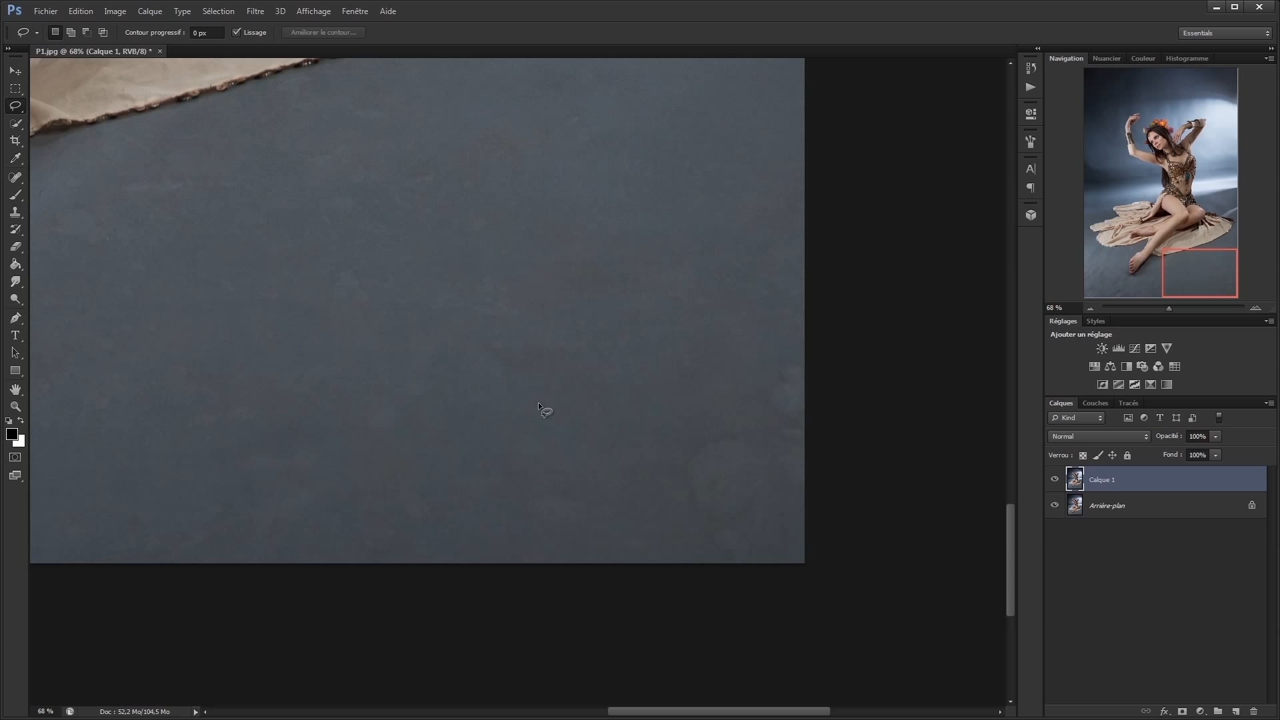 Ps Fichier Edition Image Calque Type Sélection Filtre 3D Affichage Fenêtre Aide
Contour progressif : 0 px Lissage Améliorer le contour... Essentials
P1.jpg @ 68% (Calque 1, RVB/8) * ×
Navigation Nuancier Couleur Histogramme
68 %
Réglages Styles
Ajouter un réglage
Calques Couches Tracés
Kind
Normal Opacité : 100%
Verrou : Fond : 100%
Calque 1
Arrière-plan
68 % Doc : 52,2 Mo/104,5 Mo